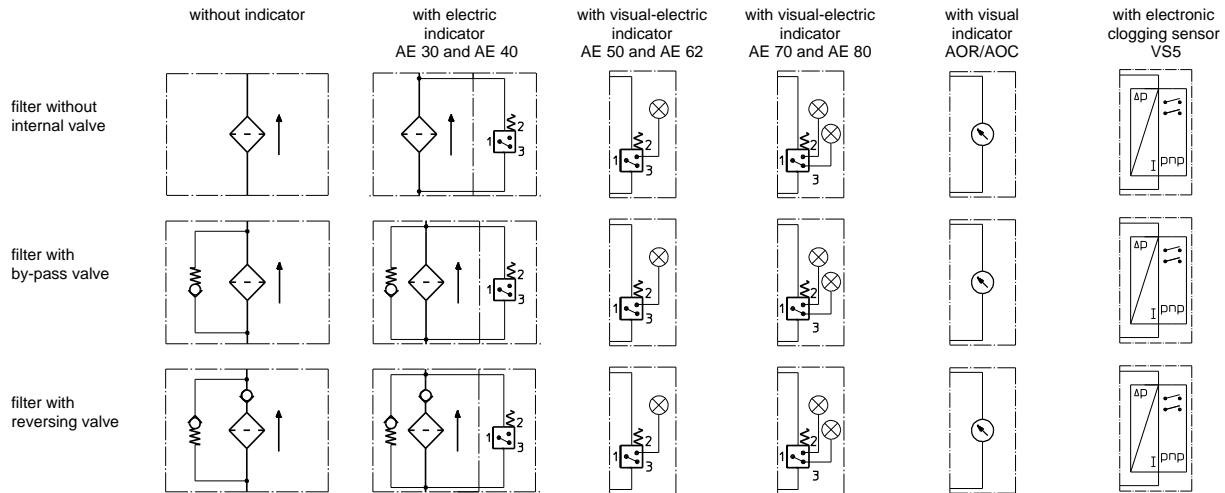 without indicator
with electric
indicator
AE 30 and AE 40
with visual-electric
indicator
AE 50 and AE 62
with visual-electric
indicator
AE 70 and AE 80
with visual
indicator
AOR/AOC
with electronic
clogging sensor
VS5
filter without
internal valve
1 2 3
1 2 3
1 2 3
Δp
I pnp
filter with
by-pass valve
1 2 3
1 2 3
1 2 3
Δp
I pnp
filter with
reversing valve
1 2 3
1 2 3
1 2 3
Δp
I pnp